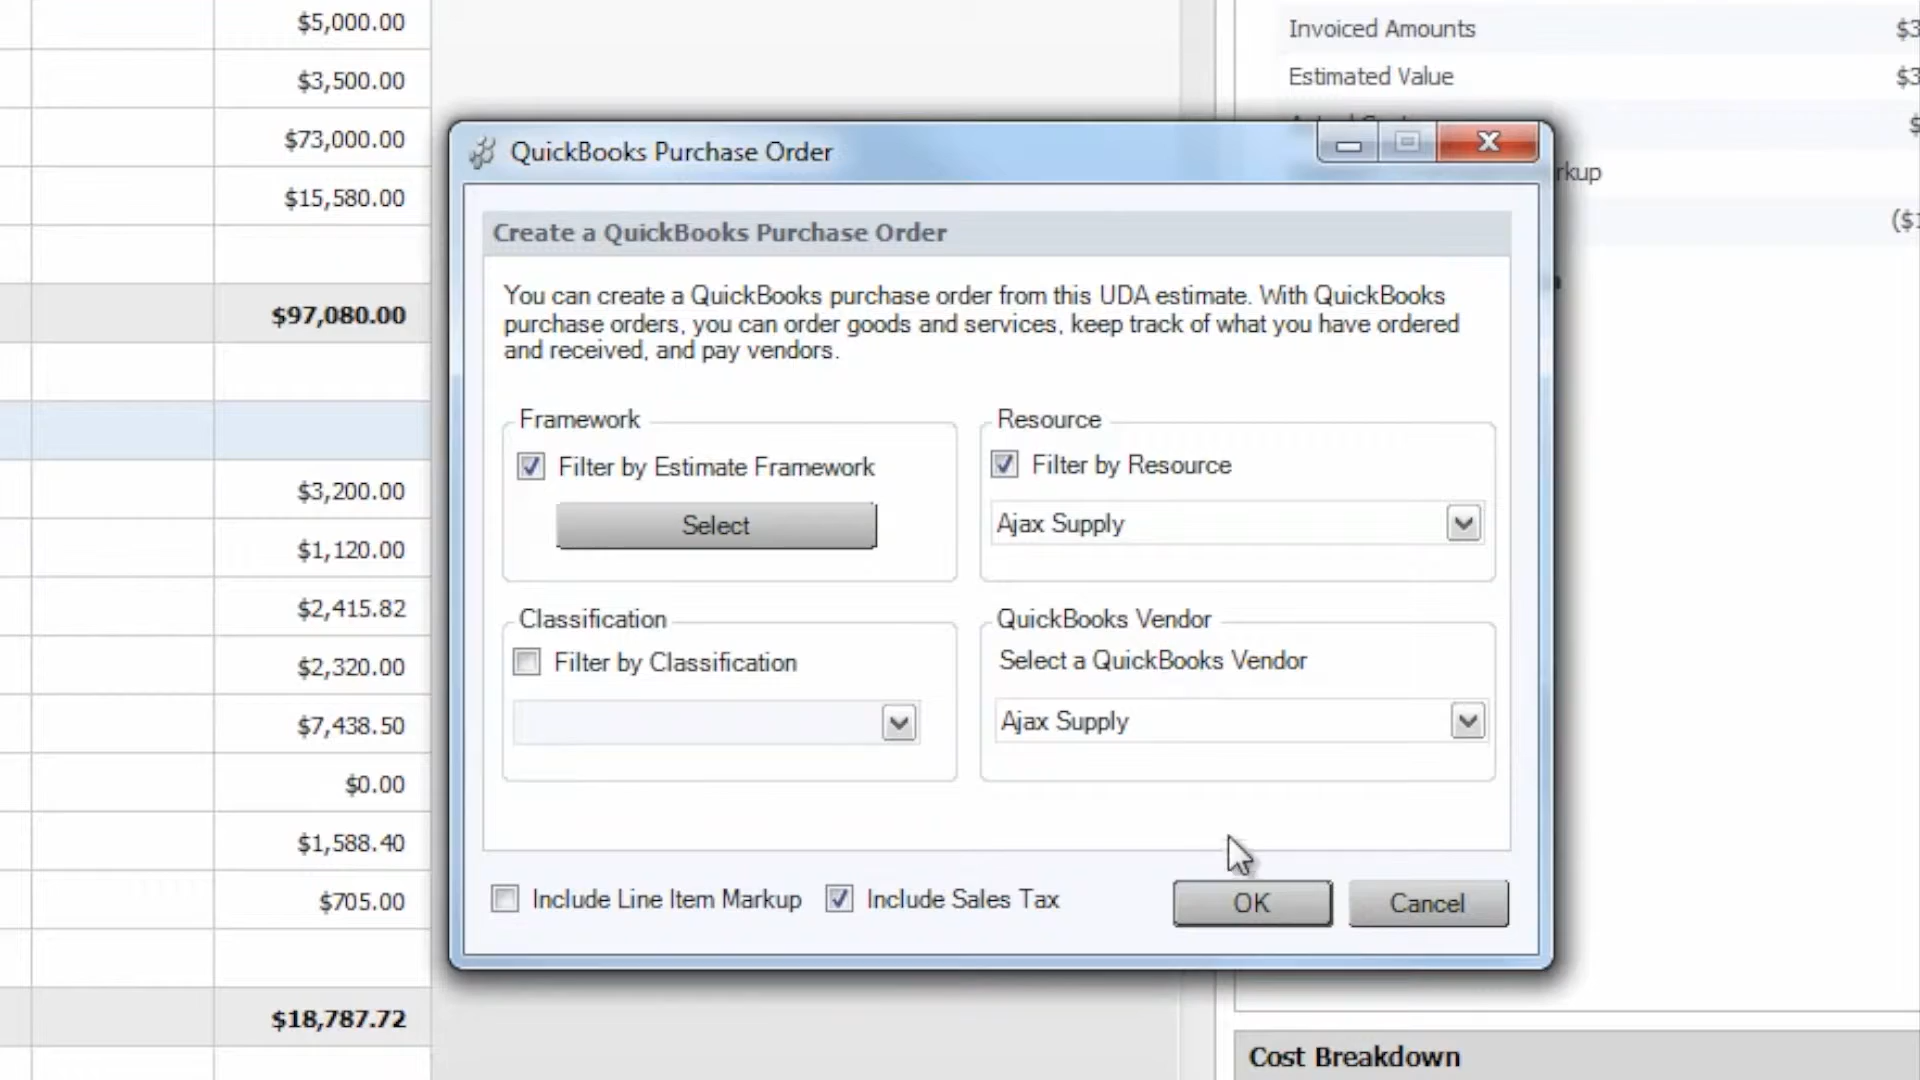 $5,000.00
$3,500.00
$73,000.00
$15,580.00
$97,080.00
$3,200.00
$1,120.00
$2,415.82
$2,320.00
$7,438.50
$0.00
$1,588.40
$705.00
$18,787.72
Invoiced Amounts $3
Estimated Value $3
$
rkup
($1
QuickBooks Purchase Order
Create a QuickBooks Purchase Order
You can create a QuickBooks purchase order from this UDA estimate. With QuickBooks
purchase orders, you can order goods and services, keep track of what you have ordered
and received, and pay vendors.
Framework
Filter by Estimate Framework
Select
Resource
Filter by Resource
Ajax Supply
Classification
Filter by Classification
QuickBooks Vendor
Select a QuickBooks Vendor
Ajax Supply
Include Line Item Markup
Include Sales Tax
OK
Cancel
Cost Breakdown